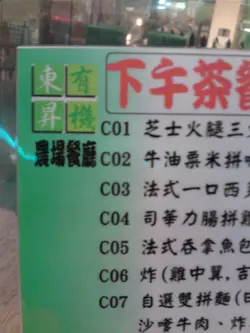 東有
昇機
農場餐廳
下午茶餐
C01 芝士火腿三
C02 牛油粟米拼
C03 法式一口西
C04 司華力腸拼
C05 法式吞拿魚包
C06 炸(雞中翼,
C07 自選雙拼麵(
沙嗲牛肉、炸